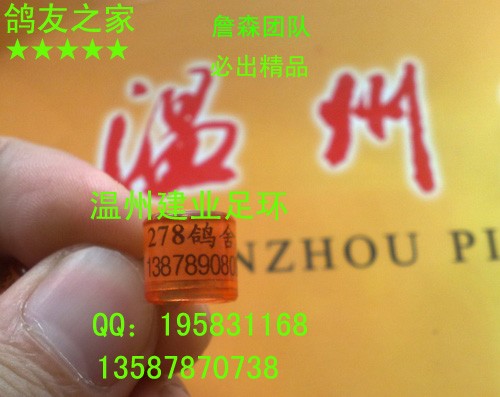 鸽友之家
★★★★★
詹森团队
必出精品
温州
温州建业足环
278鸽舍
138789080
NZHOU PI
QQ：195831168
13587870738